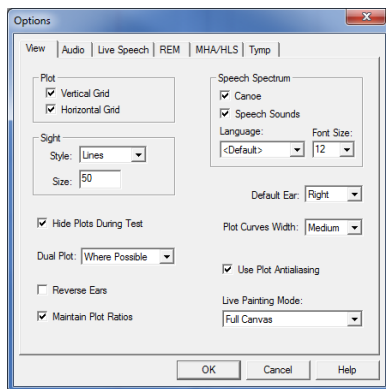 Options
View Audio Live Speech REM MHA/HLS Tymp
Plot
Vertical Grid
Horizontal Grid
Sight
Style: Lines
Size: 50
Hide Plots During Test
Dual Plot: Where Possible
Reverse Ears
Maintain Plot Ratios
Speech Spectrum
Canoe
Speech Sounds
Language: Font Size:
<Default> 12
Default Ear: Right
Plot Curves Width: Medium
Use Plot Antialiasing
Live Painting Mode:
Full Canvas
OK Cancel Help